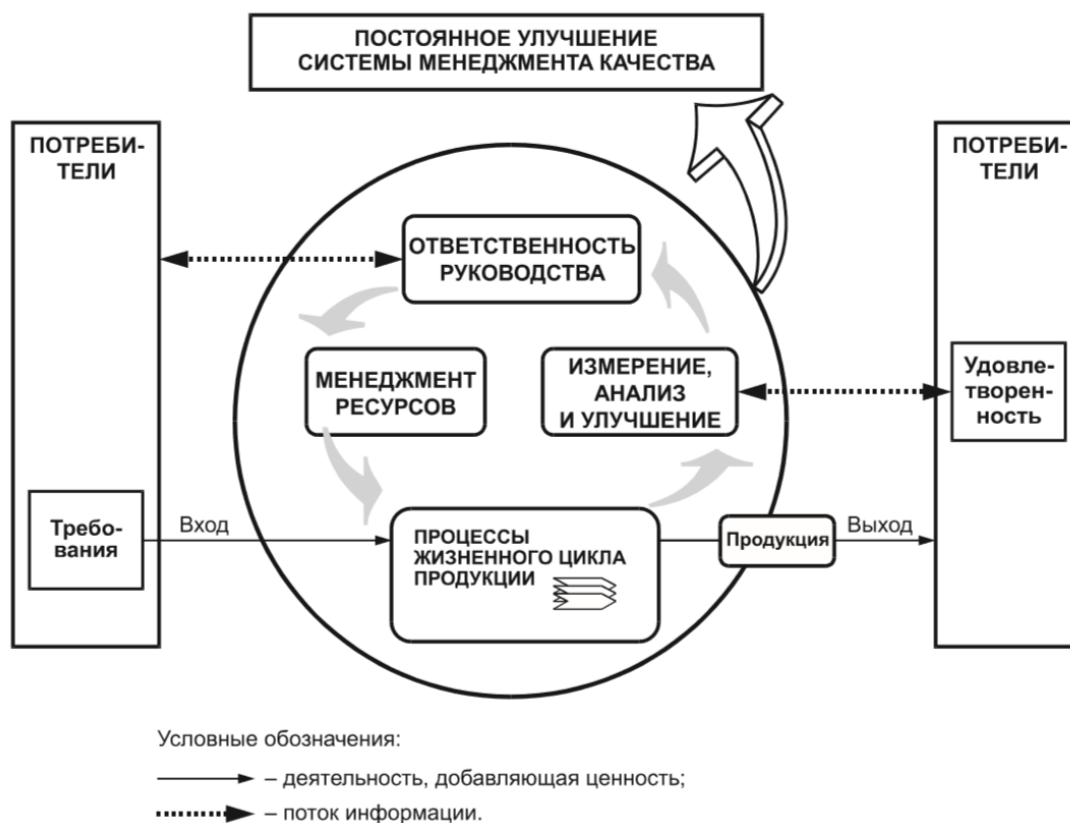 ПОСТОЯННОЕ УЛУЧШЕНИЕ
СИСТЕМЫ МЕНЕДЖМЕНТА КАЧЕСТВА
ПОТРЕБИ-
ТЕЛИ
ПОТРЕБИ-
ТЕЛИ
ОТВЕТСТВЕННОСТЬ
РУКОВОДСТВА
МЕНЕДЖМЕНТ
РЕСУРСОВ
ИЗМЕРЕНИЕ,
АНАЛИЗ
И УЛУЧШЕНИЕ
Удовле-
творен-
ность
Требо-
вания
Вход
ПРОЦЕССЫ
ЖИЗНЕННОГО ЦИКЛА
ПРОДУКЦИИ
Продукция
Выход
Условные обозначения:
– деятельность, добавляющая ценность;
– поток информации.